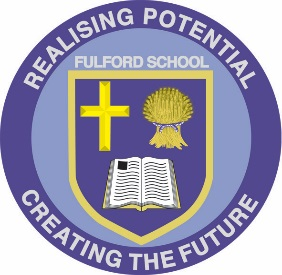 REALISING POTENTIAL
FULFORD SCHOOL
CREATING THE FUTURE